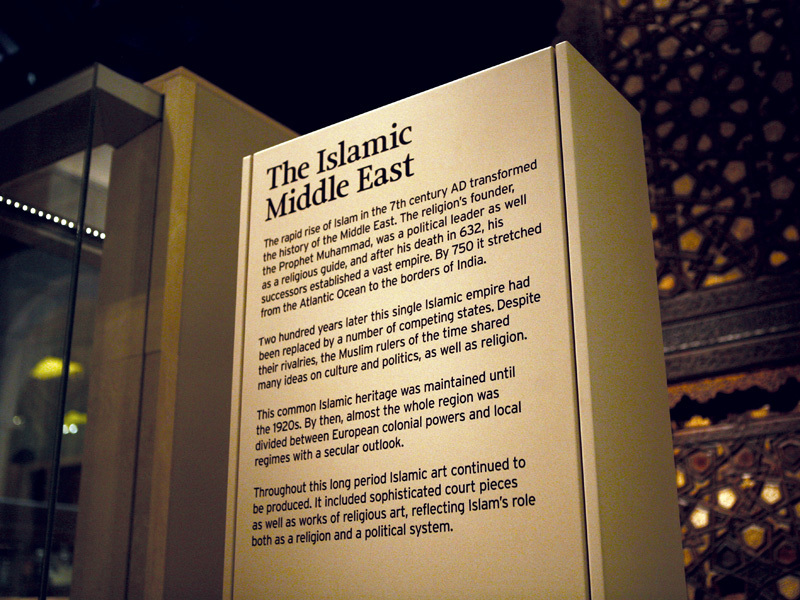 The Islamic
Middle East
The rapid rise of Islam in the 7th century AD transformed
the history of the Middle East. The religion's founder,
the Prophet Muhammad, was a political leader as well
as a religious guide, and after his death in 632, his
successors established a vast empire. By 750 it stretched
from the Atlantic Ocean to the borders of India.
Two hundred years later this single Islamic empire had
been replaced by a number of competing states. Despite
their rivalries, the Muslim rulers of the time shared
many ideas on culture and politics, as well as religion.
This common Islamic heritage was maintained until
the 1920s. By then, almost the whole region was
divided between European colonial powers and local
regimes with a secular outlook.
Throughout this long period Islamic art continued to
be produced. It included sophisticated court pieces
as well as works of religious art, reflecting Islam's role
both as a religion and a political system.